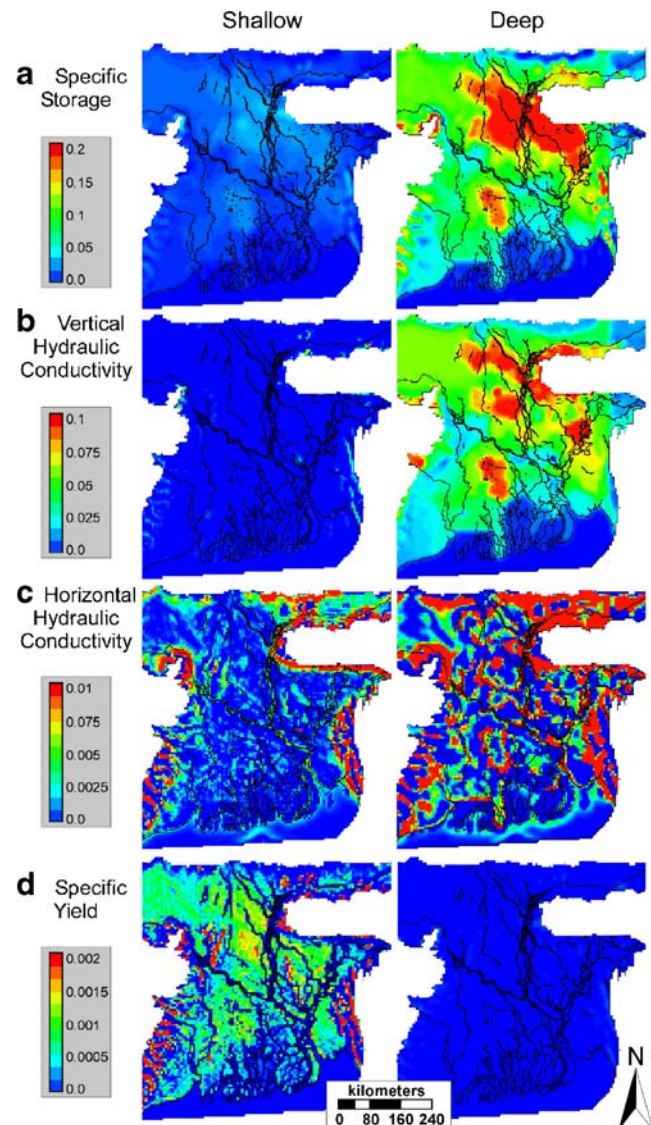 Shallow
Deep
a Specific
Storage
0.2
0.15
0.1
0.05
0.0
b Vertical
Hydraulic
Conductivity
0.1
0.075
0.05
0.025
0.0
c Horizontal
Hydraulic
Conductivity
0.01
0.075
0.005
0.0025
0.0
d Specific
Yield
0.002
0.0015
0.001
0.0005
0.0
kilometers
0 80 160 240
N